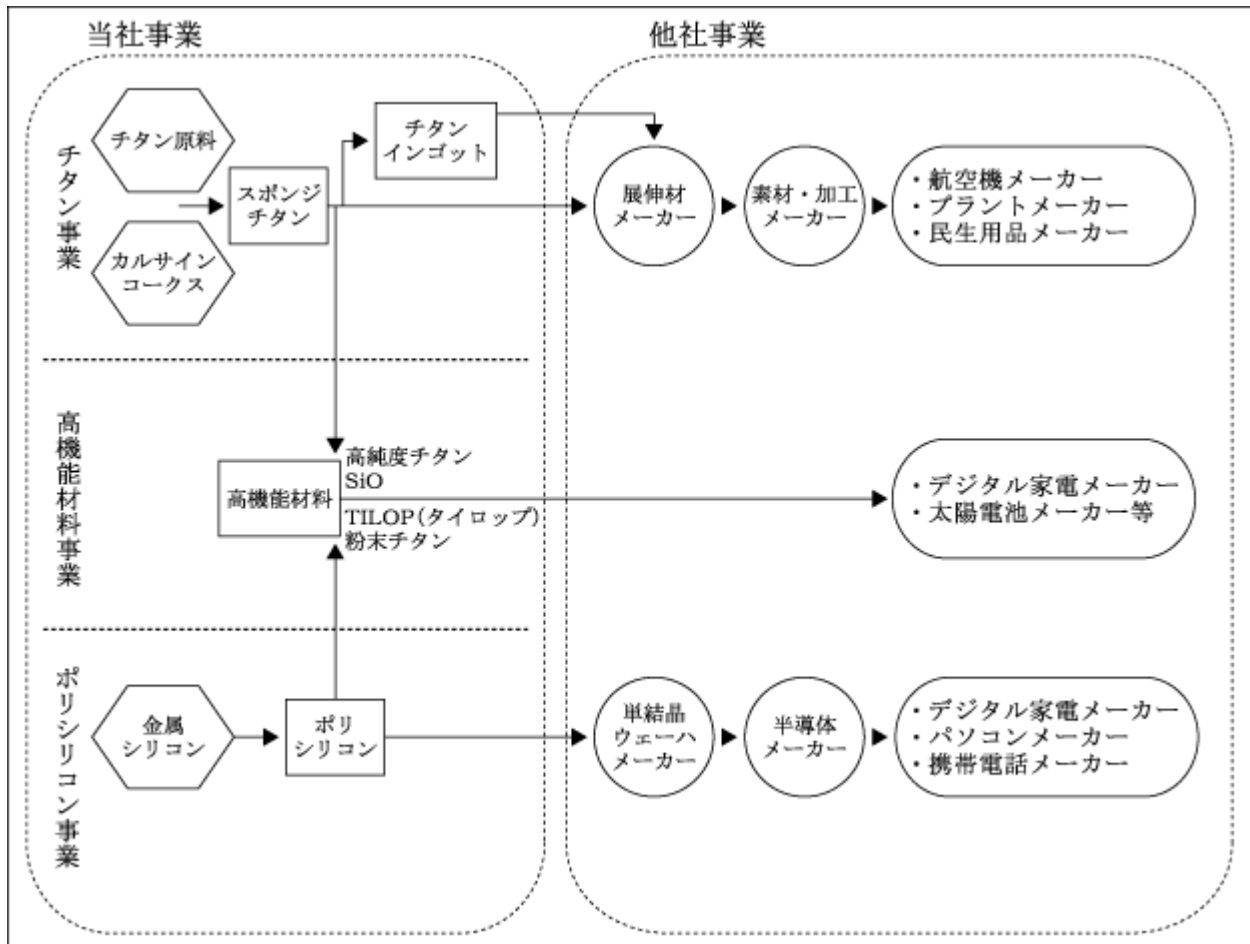 当社事業
他社事業
チタン事業
チタン原料
カルサイン
コークス
スポンジ
チタン
チタン
インゴット
展伸材
メーカー
素材・加工
メーカー
・航空機メーカー
・プラントメーカー
・民生用品メーカー
高機能材料事業
高機能材料
高純度チタン
SiO
TILOP(タイロップ)
粉末チタン
・デジタル家電メーカー
・太陽電池メーカー等
ポリシリコン事業
金属
シリコン
ポリ
シリコン
単結晶
ウェーハ
メーカー
半導体
メーカー
・デジタル家電メーカー
・パソコンメーカー
・携帯電話メーカー